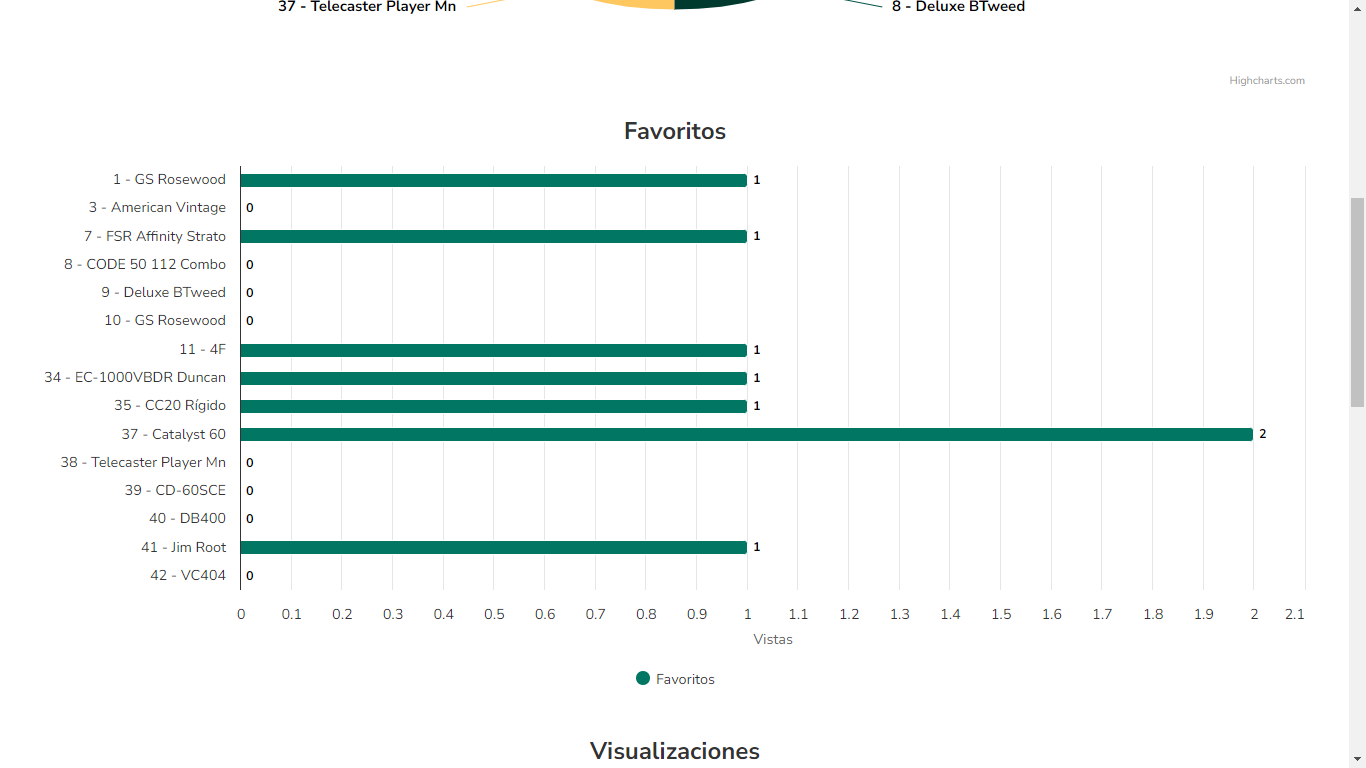 37 - Telecaster Player Mn
8 - Deluxe BTweed
Highcharts.com
Favoritos
1 - GS Rosewood 1
3 - American Vintage 0
7 - FSR Affinity Strato 1
8 - CODE 50 112 Combo 0
9 - Deluxe BTweed 0
10 - GS Rosewood 0
11 - 4F 1
34 - EC-1000VBDR Duncan 1
35 - CC20 Rígido 1
37 - Catalyst 60 2
38 - Telecaster Player Mn 0
39 - CD-60SCE 0
40 - DB400 0
41 - Jim Root 1
42 - VC404 0
0 0.1 0.2 0.3 0.4 0.5 0.6 0.7 0.8 0.9 1 1.1 1.2 1.3 1.4 1.5 1.6 1.7 1.8 1.9 2 2.1
Vistas
Favoritos
Visualizaciones